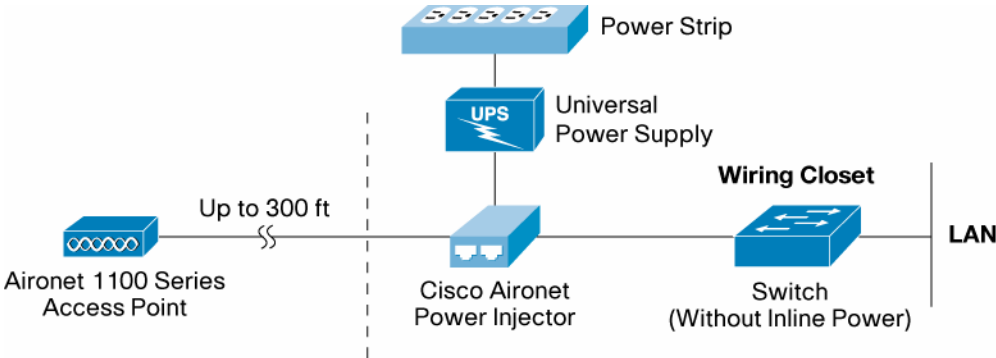 Power Strip
UPS
Universal
Power Supply
Wiring Closet
Up to 300 ft
LAN
Aironet 1100 Series
Access Point
Cisco Aironet
Power Injector
Switch
(Without Inline Power)